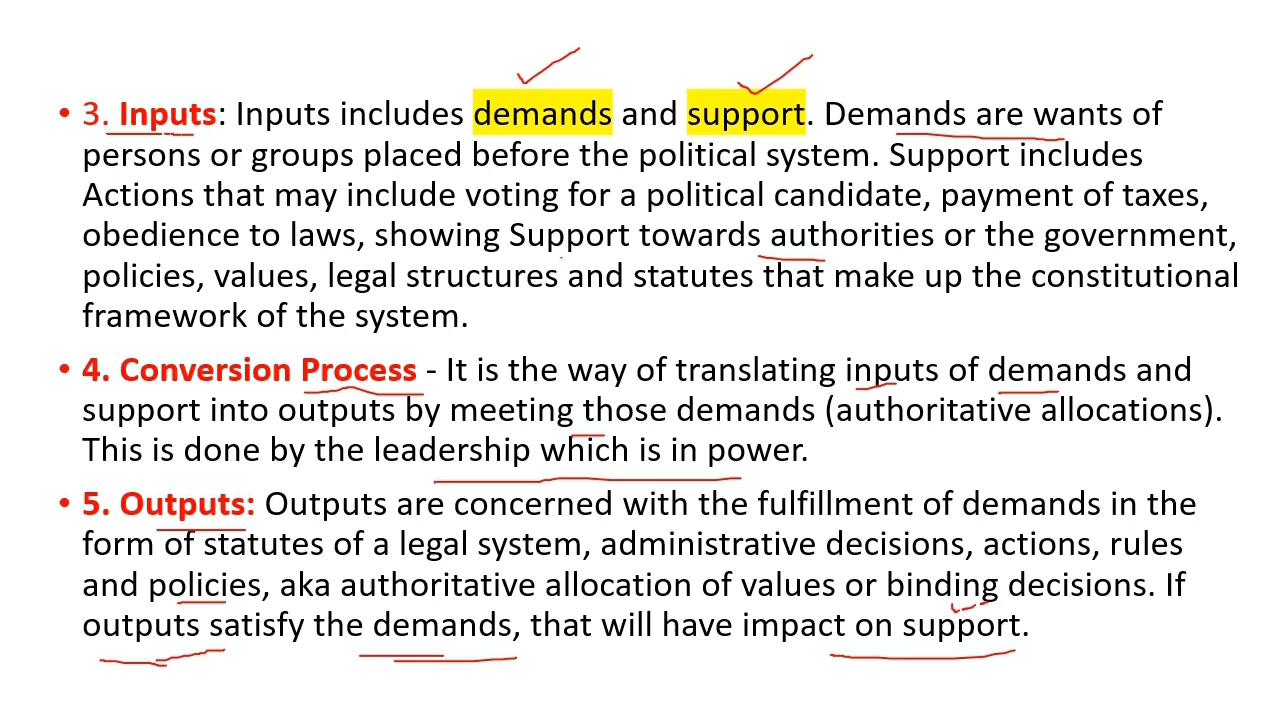 • 3. Inputs: Inputs includes demands and support. Demands are wants of
persons or groups placed before the political system. Support includes
Actions that may include voting for a political candidate, payment of taxes,
obedience to laws, showing Support towards authorities or the government,
policies, values, legal structures and statutes that make up the constitutional
framework of the system.
• 4. Conversion Process - It is the way of translating inputs of demands and
support into outputs by meeting those demands (authoritative allocations).
This is done by the leadership which is in power.
• 5. Outputs: Outputs are concerned with the fulfillment of demands in the
form of statutes of a legal system, administrative decisions, actions, rules
and policies, aka authoritative allocation of values or binding decisions. If
outputs satisfy the demands, that will have impact on support.